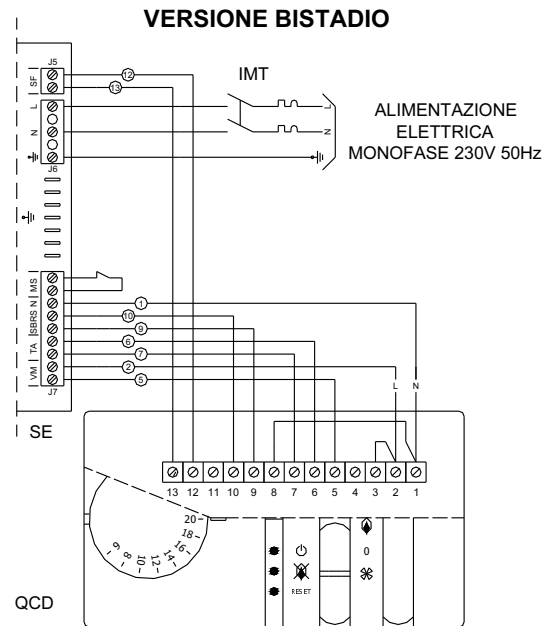 VERSIONE BISTADIO
J5
SF
12
13
IMT
L
N
J6
L
N
ALIMENTAZIONE
ELETTRICA
MONOFASE 230V 50Hz
MS
N
SBRS
TA
VM
J7
1
10
9
6
7
2
5
L
N
SE
13 12 11 10 9 8 7 6 5 4 3 2 1
20
18
16
14
12
10
8
6
0
RESET
QCD